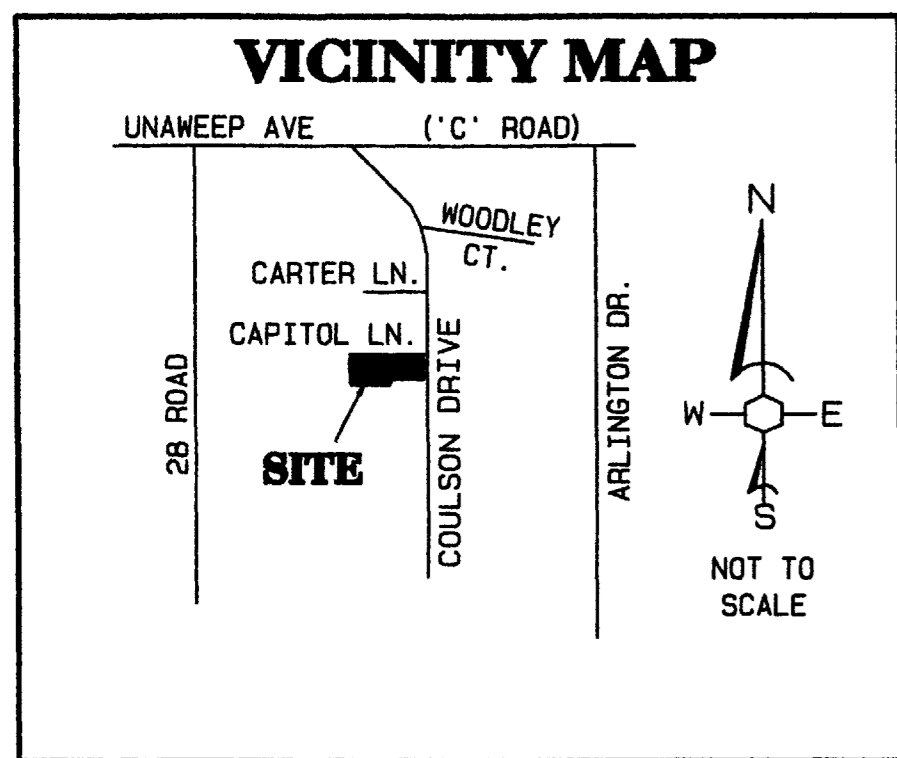 VICINITY MAP
UNAWEEP AVE ('C' ROAD)
WOODLEY
CT.
CARTER LN.
CAPITOL LN.
28 ROAD
SITE
COULSON DRIVE
ARLINGTON DR.
N
W E
S
NOT TO
SCALE